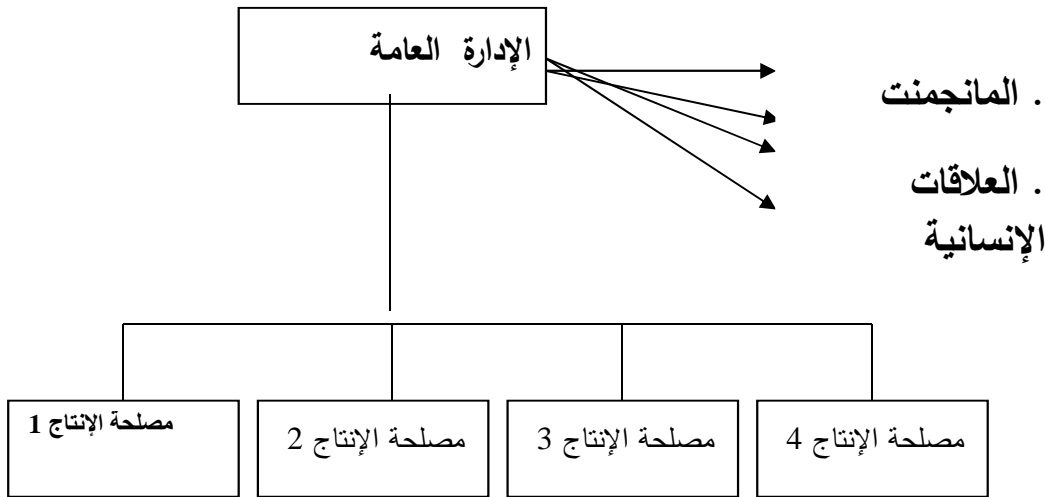 الإدارة العامة
. المانجمنت
. العلاقات
الإنسانية
مصلحة الإنتاج 1
مصلحة الإنتاج 2
مصلحة الإنتاج 3
مصلحة الإنتاج 4